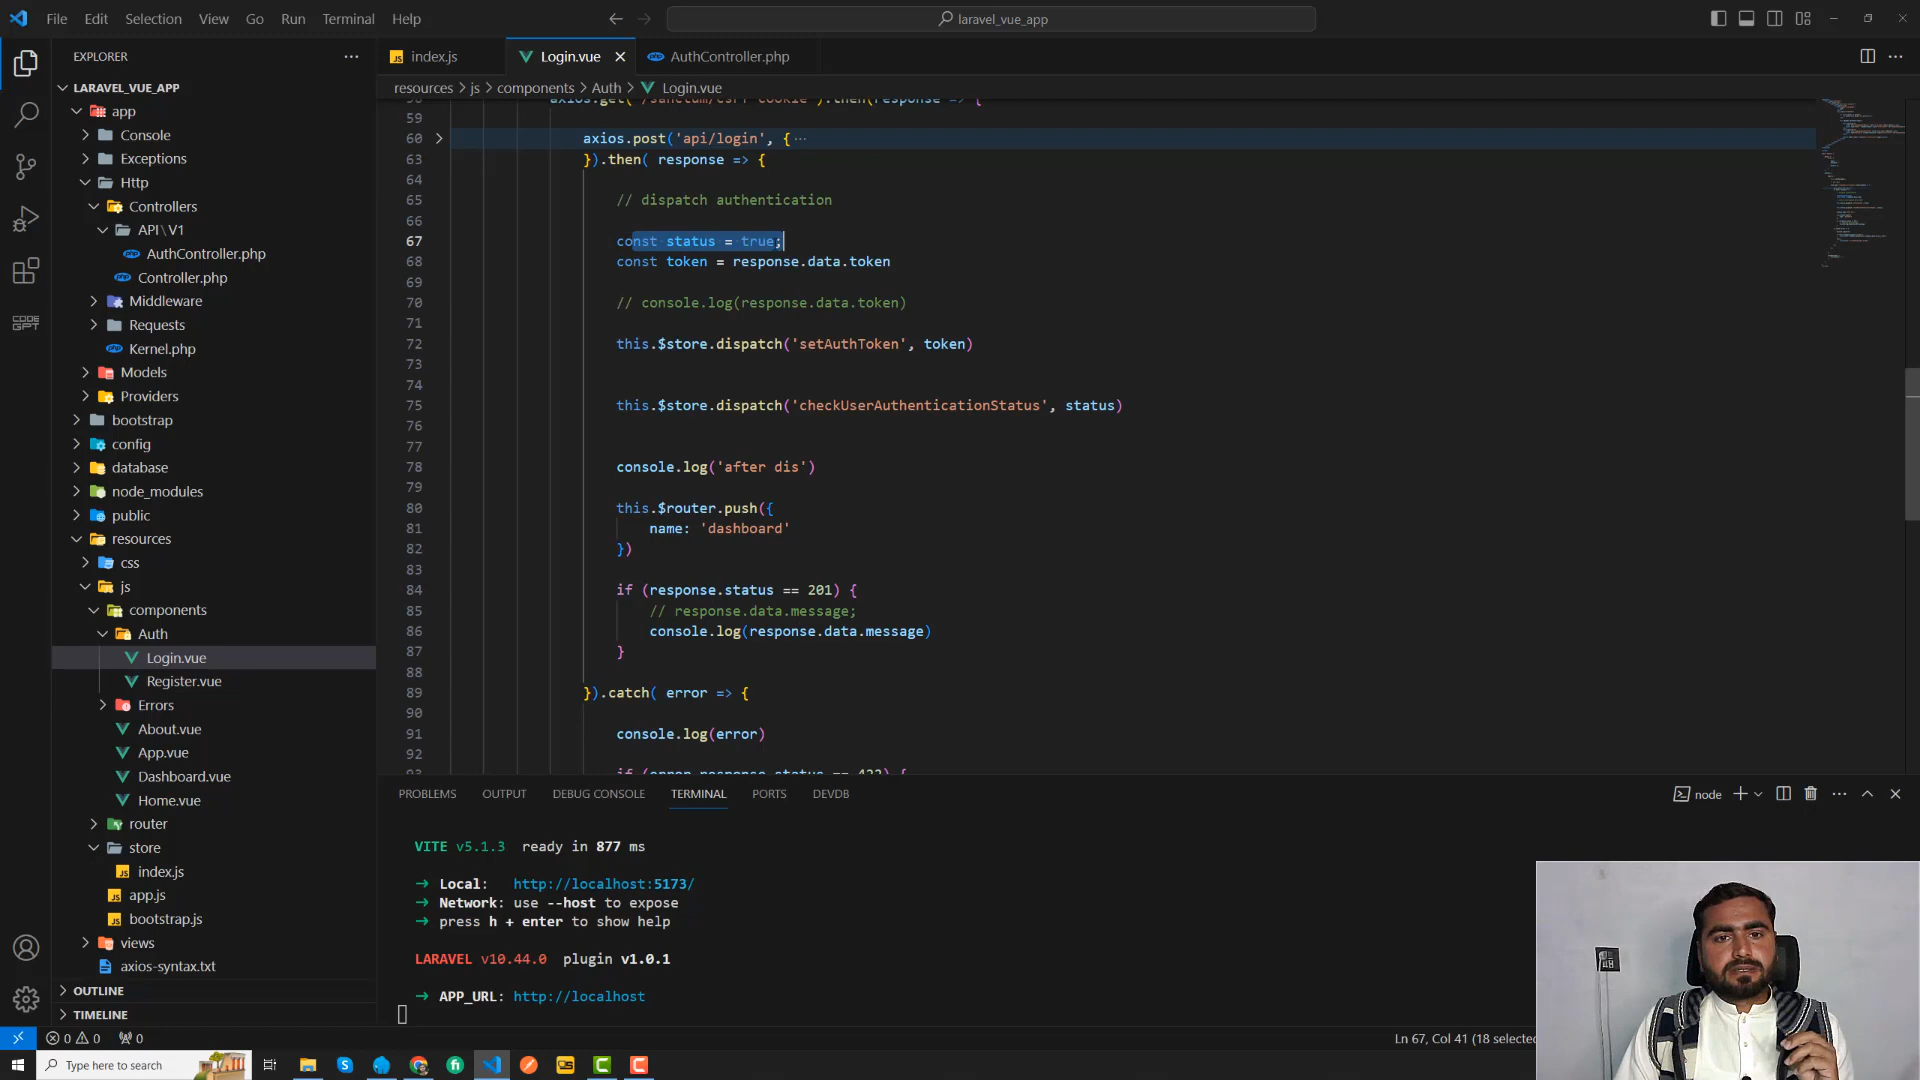 File Edit Selection View Go Run Terminal Help
laravel_vue_app
EXPLORER
LARAVEL_VUE_APP
app
Console
Exceptions
Http
Controllers
API\V1
AuthController.php
Controller.php
Middleware
Requests
Kernel.php
Models
Providers
bootstrap
config
database
node_modules
public
resources
css
js
components
Auth
Login.vue
Register.vue
Errors
About.vue
App.vue
Dashboard.vue
Home.vue
router
store
index.js
app.js
bootstrap.js
views
axios-syntax.txt
OUTLINE
TIMELINE
index.js Login.vue AuthController.php
resources > js > components > Auth > Login.vue
59
60 axios.post('api/login', { ···
63 }).then( response => {
64
65 // dispatch authentication
66
67 const status = true;
68 const token = response.data.token
69
70 // console.log(response.data.token)
71
72 this.$store.dispatch('setAuthToken', token)
73
74
75 this.$store.dispatch('checkUserAuthenticationStatus', status)
76
77
78 console.log('after dis')
79
80 this.$router.push({
81 name: 'dashboard'
82 })
83
84 if (response.status == 201) {
85 // response.data.message;
86 console.log(response.data.message)
87 }
88
89 }).catch( error => {
90
91 console.log(error)
92
PROBLEMS OUTPUT DEBUG CONSOLE TERMINAL PORTS DEVDB
node
VITE v5.1.3 ready in 877 ms
➜ Local: http://localhost:5173/
➜ Network: use --host to expose
➜ press h + enter to show help
LARAVEL v10.44.0 plugin v1.0.1
➜ APP_URL: http://localhost
0 0 0
Ln 67, Col 41 (18 selected
Type here to search